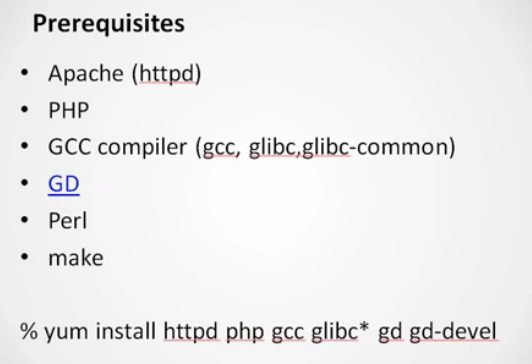 Prerequisites
• Apache (httpd)
• PHP
• GCC compiler (gcc, glibc,glibc-common)
• GD
• Perl
• make
% yum install httpd php gcc glibc* gd gd-devel